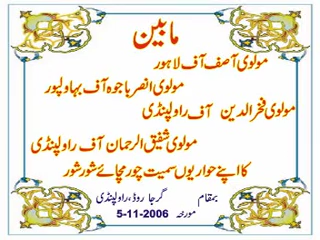 مابین
مولوی آصف آف لاہور
مولوی انصر باجوہ آف بہاولپور
مولوی فخرالدین آف راولپنڈی
مولوی شفیق الرحمان آف راولپنڈی
کا اپنے حواریوں سمیت چور مچائے شور شور
بمقام گرجا روڈ، راولپنڈی
مورخہ 5-11-2006